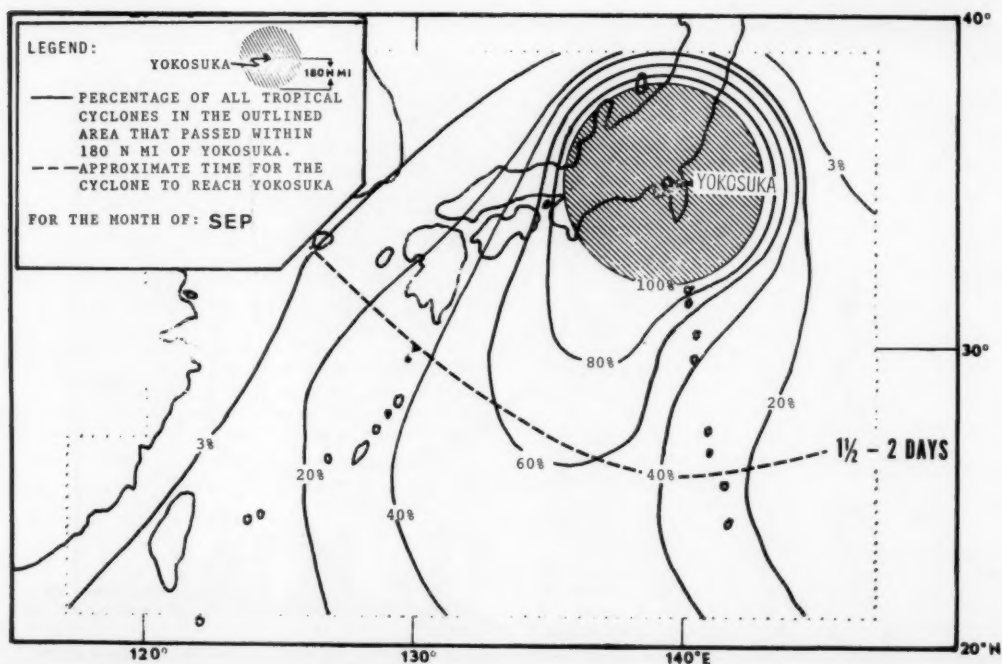 LEGEND:
YOKOSUKA
180 N MI
PERCENTAGE OF ALL TROPICAL
CYCLONES IN THE OUTLINED
AREA THAT PASSED WITHIN
180 N MI OF YOKOSUKA.
APPROXIMATE TIME FOR THE
CYCLONE TO REACH YOKOSUKA
FOR THE MONTH OF: SEP
40°
3%
YOKOSUKA
100%
30°
80%
20%
3%
60%
1½ - 2 DAYS
20%
40%
40%
120°
130°
140°E
20°N